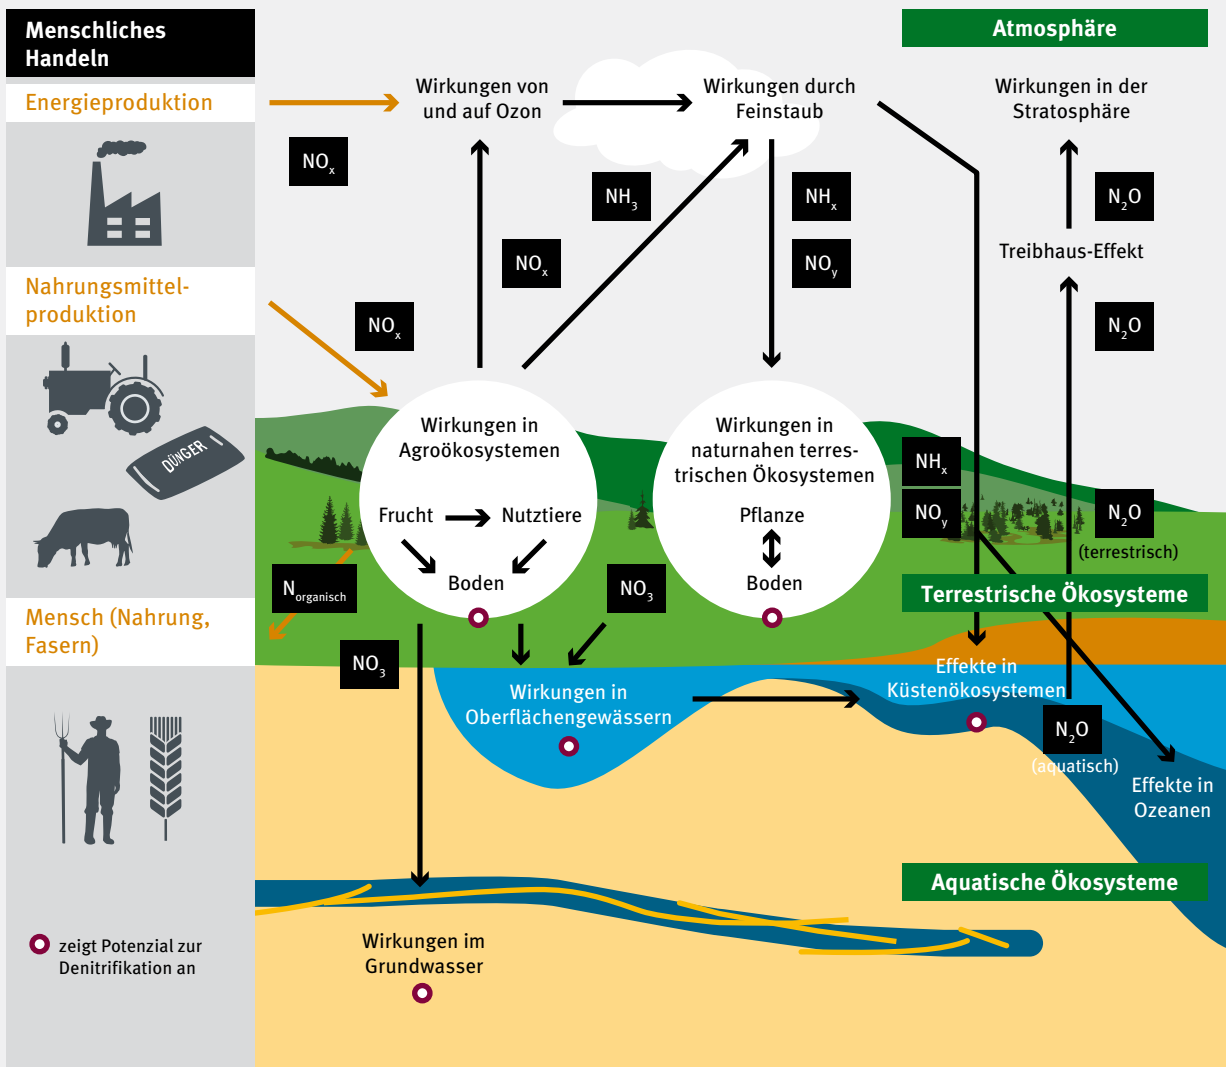 Menschliches
Handeln
Energieproduktion
Nahrungsmittel-
produktion
DÜNGER
Mensch (Nahrung,
Fasern)
zeigt Potenzial zur
Denitrifikation an
Atmosphäre
Wirkungen von
und auf Ozon
Wirkungen durch
Feinstaub
Wirkungen in der
Stratosphäre
NOx
NH3
NHx
N2O
NOx
NOy
Treibhaus-Effekt
NOx
N2O
Wirkungen in
Agroökosystemen
Frucht
Nutztiere
Boden
Wirkungen in
naturnahen terres-
trischen Ökosystemen
Pflanze
Boden
NHx
NOy
N2O
(terrestrisch)
Norganisch
NO3
Terrestrische Ökosysteme
NO3
Wirkungen in
Oberflächengewässern
Effekte in
Küstenökosystemen
N2O
(aquatisch)
Effekte in
Ozeanen
Aquatische Ökosysteme
Wirkungen im
Grundwasser